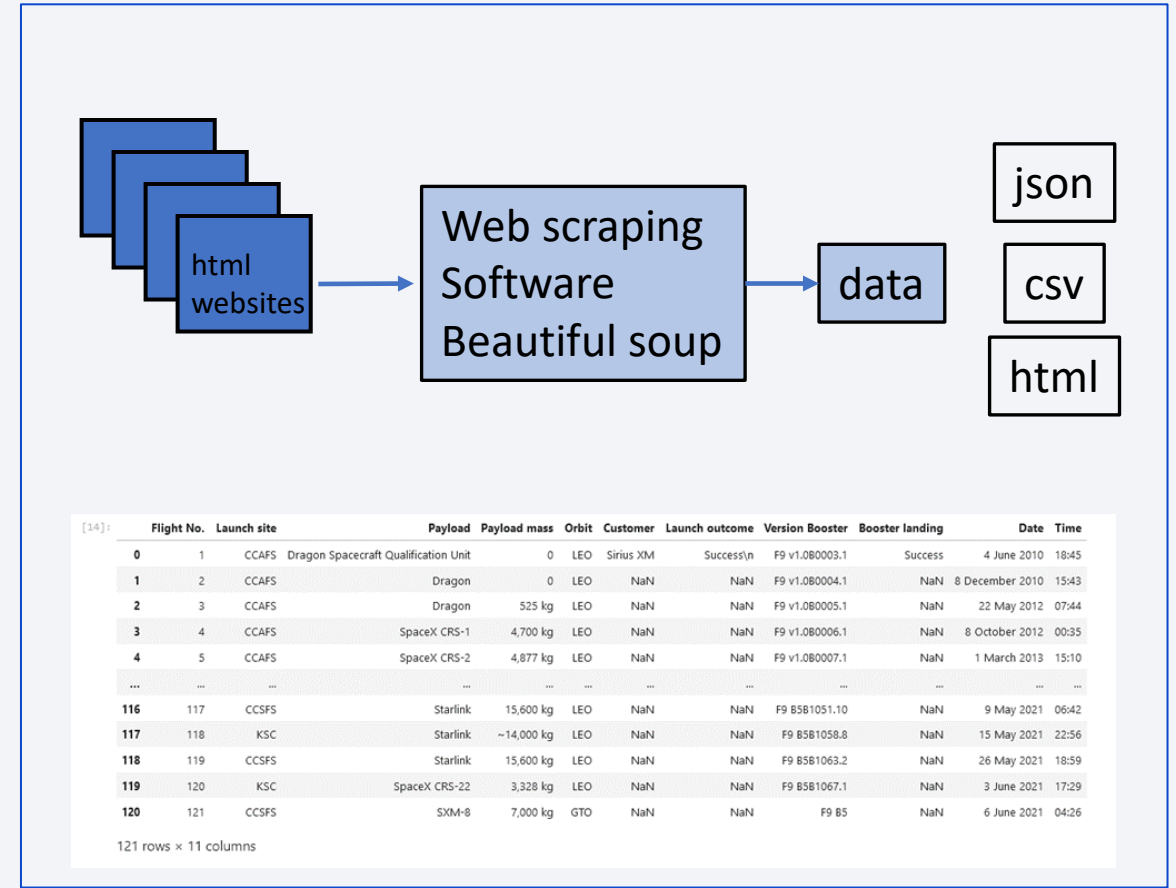 html
websites
Web scraping
Software
Beautiful soup
data
json
csv
html
[14]:
Flight No. Launch site Payload Payload mass Orbit Customer Launch outcome Version Booster Booster landing Date Time
0 1 CCAFS Dragon Spacecraft Qualification Unit 0 LEO Sirius XM Success\n F9 v1.0B0003.1 Success 4 June 2010 18:45
1 2 CCAFS Dragon 0 LEO NaN NaN F9 v1.0B0004.1 NaN 8 December 2010 15:43
2 3 CCAFS Dragon 525 kg LEO NaN NaN F9 v1.0B0005.1 NaN 22 May 2012 07:44
3 4 CCAFS SpaceX CRS-1 4,700 kg LEO NaN NaN F9 v1.0B0006.1 NaN 8 October 2012 00:35
4 5 CCAFS SpaceX CRS-2 4,877 kg LEO NaN NaN F9 v1.0B0007.1 NaN 1 March 2013 15:10
... ... ... ... ... ... ... ... ... ... ... ...
116 117 CCSFS Starlink 15,600 kg LEO NaN NaN F9 B5B1051.10 NaN 9 May 2021 06:42
117 118 KSC Starlink ~14,000 kg LEO NaN NaN F9 B5B1058.8 NaN 15 May 2021 22:56
118 119 CCSFS Starlink 15,600 kg LEO NaN NaN F9 B5B1063.2 NaN 26 May 2021 18:59
119 120 KSC SpaceX CRS-22 3,328 kg LEO NaN NaN F9 B5B1067.1 NaN 3 June 2021 17:29
120 121 CCSFS SXM-8 7,000 kg GTO NaN NaN F9 B5 NaN 6 June 2021 04:26
121 rows × 11 columns